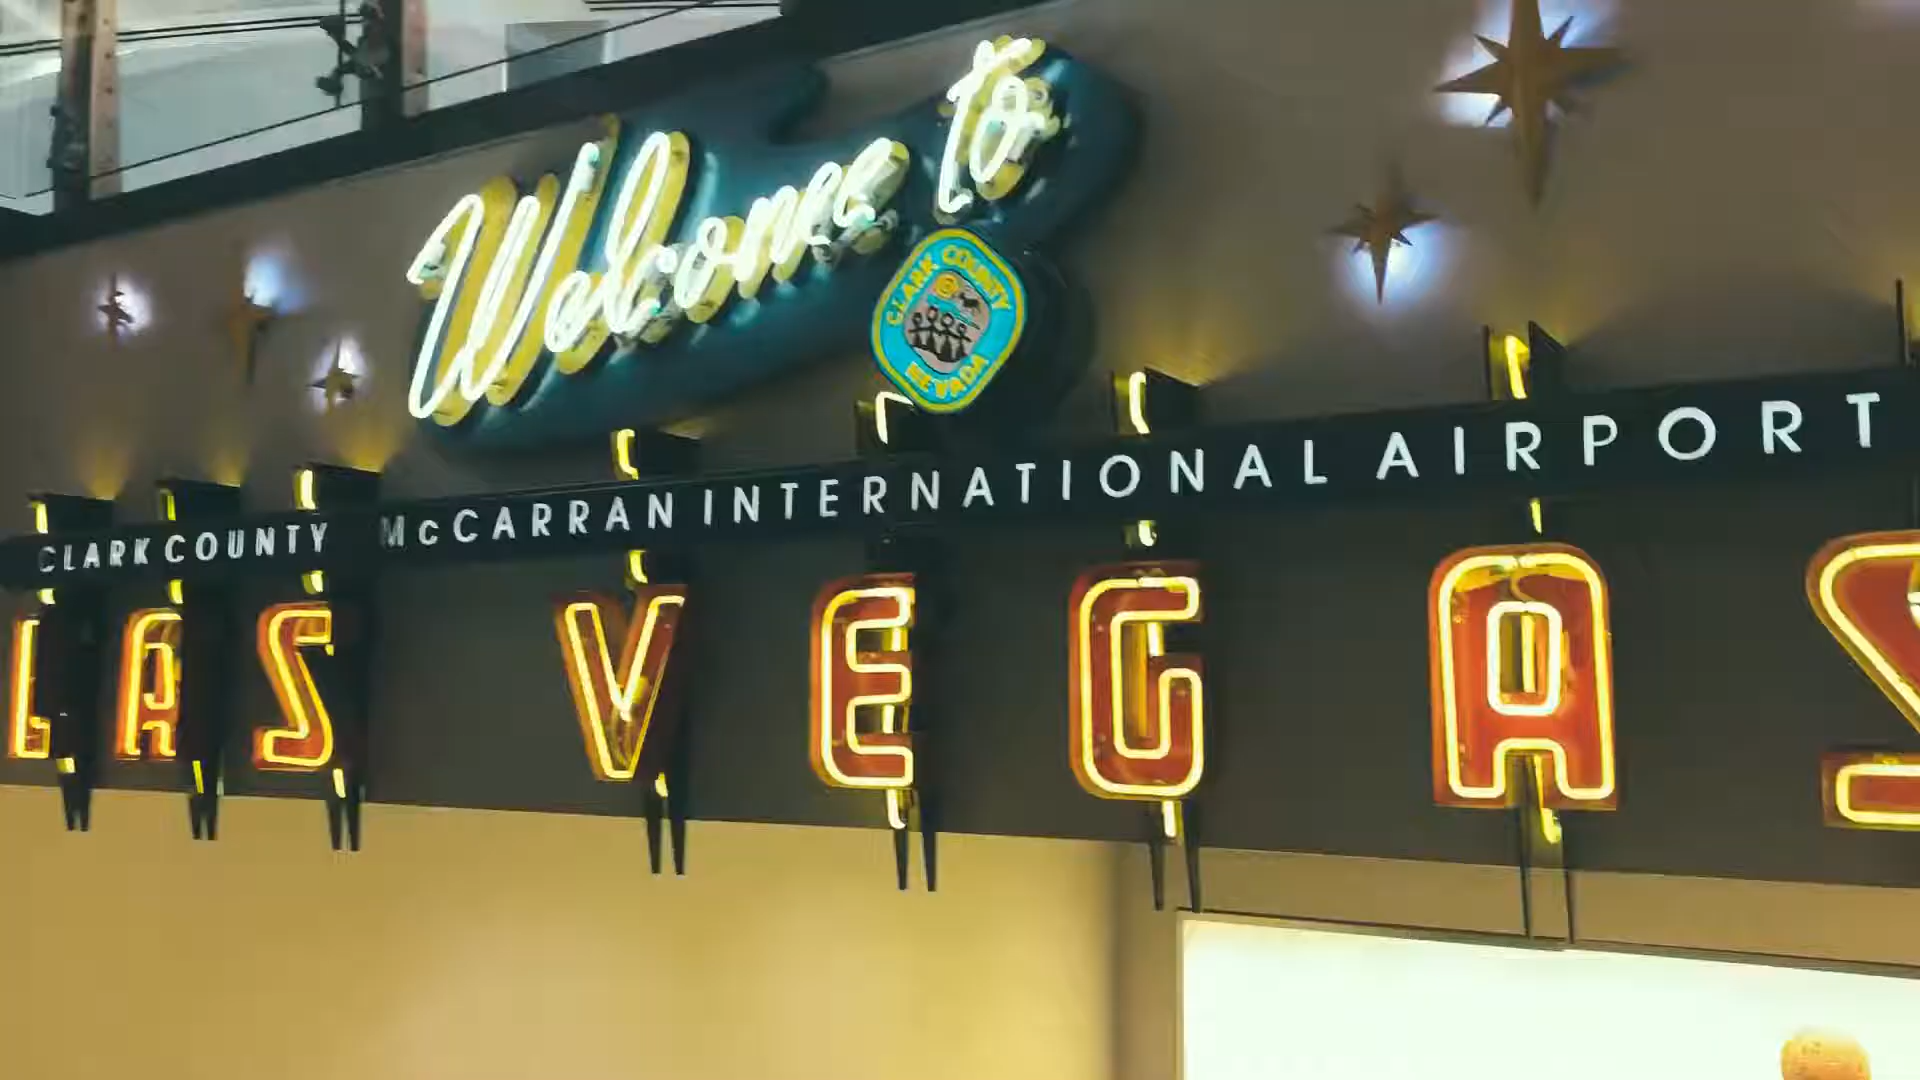 Welcome to
CLARK COUNTY
NEVADA
CLARK COUNTY McCARRAN INTERNATIONAL AIRPORT
LAS VEGAS